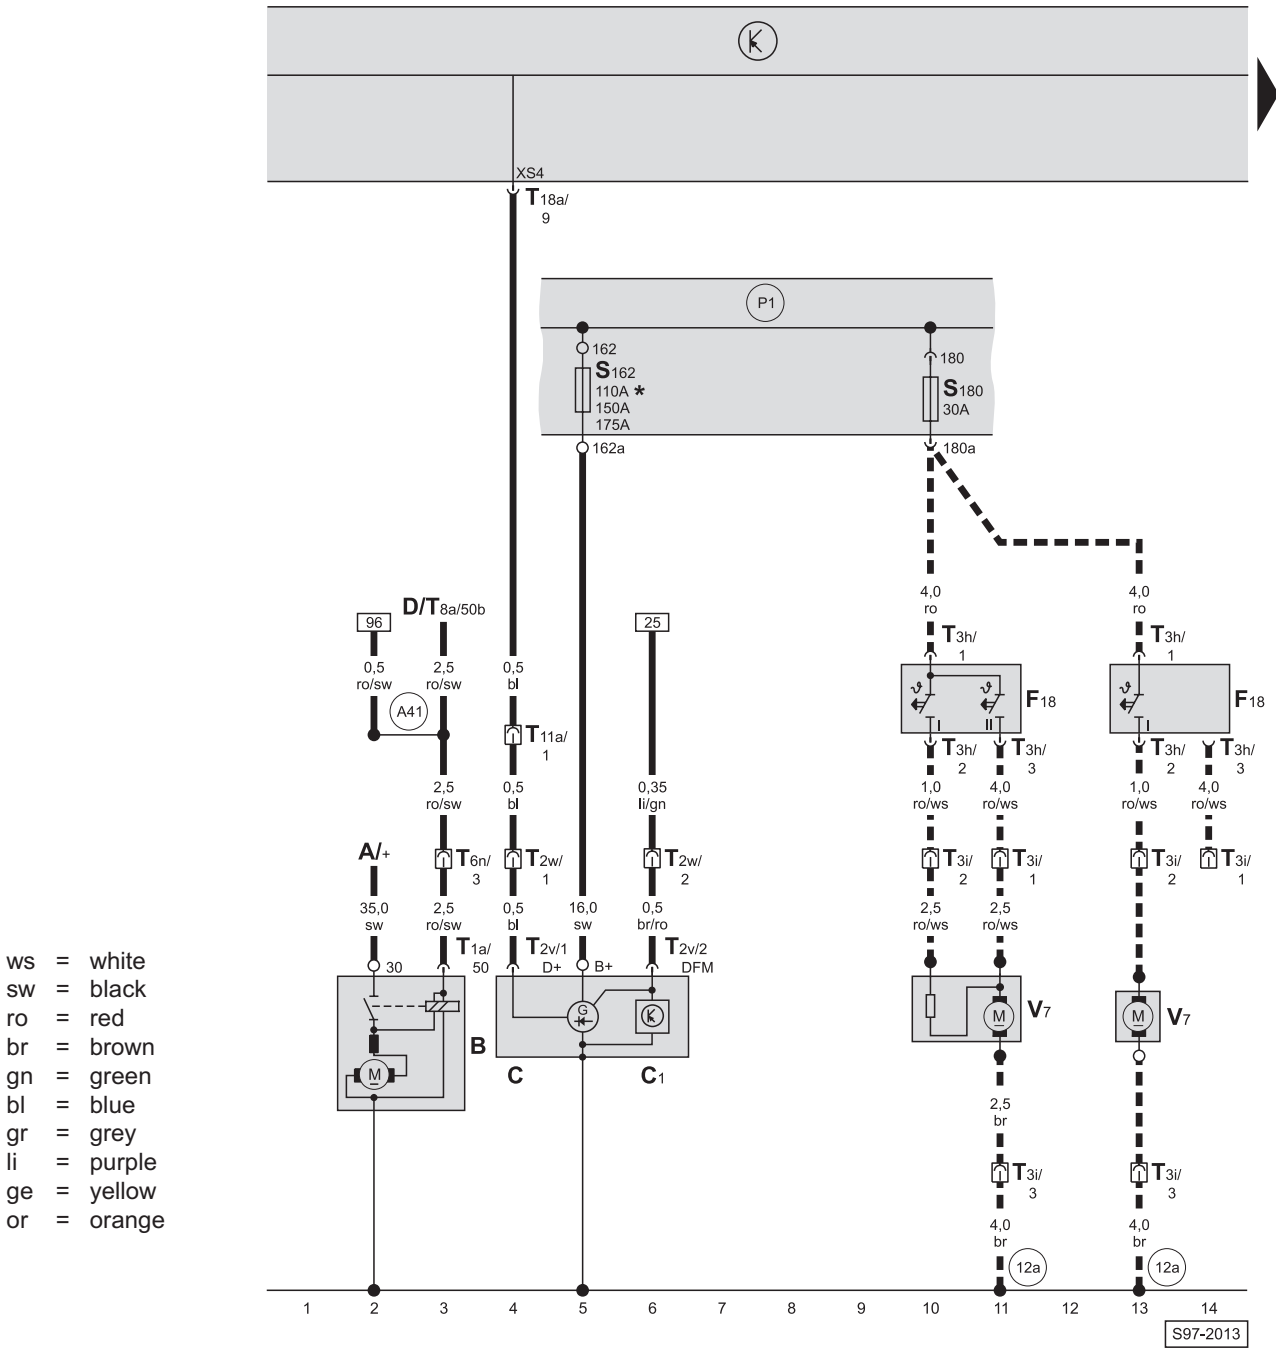 XS4
T18a/
9
P1
162
S162
110A *
150A
175A
162a
180
S180
30A
180a
96
D/T8a/50b
25
0,5
ro/sw
2,5
ro/sw
0,5
bl
4,0
ro
4,0
ro
T3h/
1
T3h/
1
A41
T11a/
1
I
II
F18
I
F18
T3h/
2
T3h/
3
T3h/
2
T3h/
3
2,5
ro/sw
0,5
bl
0,35
li/gn
1,0
ro/ws
4,0
ro/ws
1,0
ro/ws
4,0
ro/ws
A/+
T6n/
3
T2w/
1
T2w/
2
T3i/
2
T3i/
1
T3i/
2
T3i/
1
35,0
sw
2,5
ro/sw
0,5
bl
16,0
sw
0,5
br/ro
2,5
ro/ws
2,5
ro/ws
30
T1a/
50
T2v/1
D+
B+
T2v/2
DFM
G
M
B
C
C1
M
V7
M
V7
2,5
br
T3i/
3
T3i/
3
4,0
br
4,0
br
12a
12a
ws = white
sw = black
ro = red
br = brown
gn = green
bl = blue
gr = grey
li = purple
ge = yellow
or = orange
1 2 3 4 5 6 7 8 9 10 11 12 13 14
S97-2013